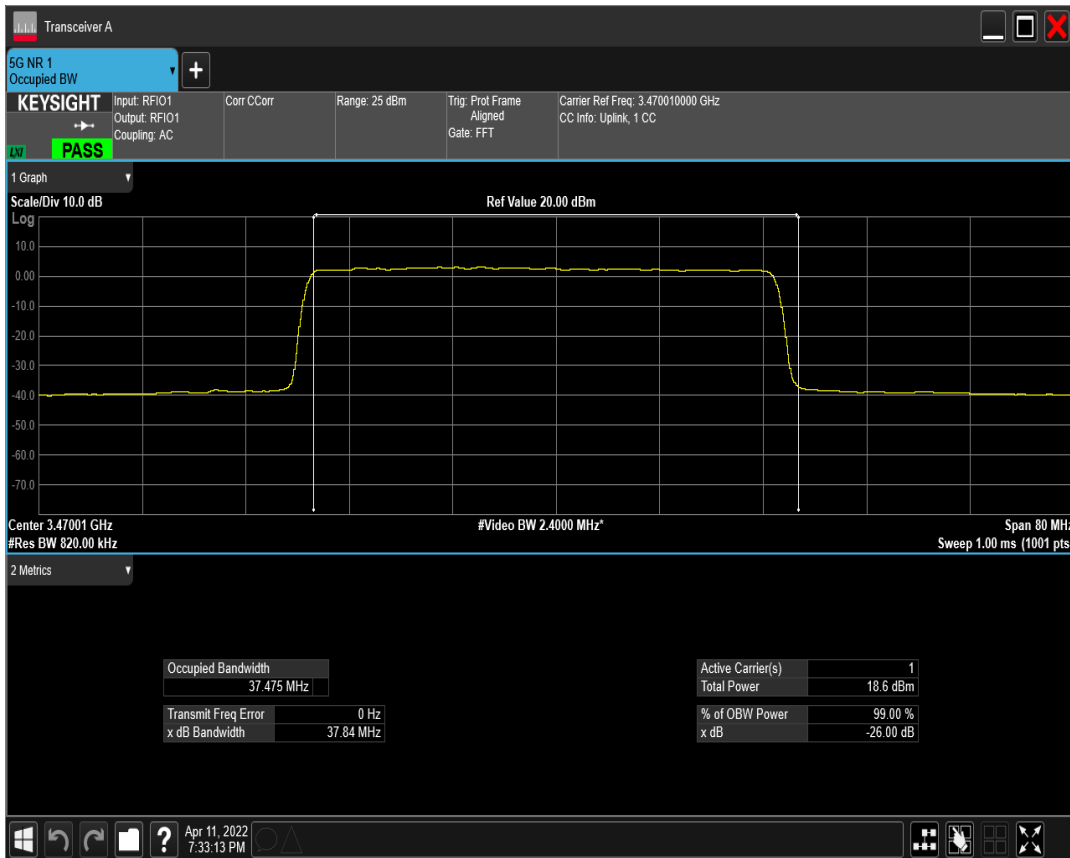 Transceiver A
5G NR 1
Occupied BW
KEYSIGHT
LXI
PASS
Input: RFIO1
Output: RFIO1
Coupling: AC
Corr CCorr
Range: 25 dBm
Trig: Prot Frame
Aligned
Gate: FFT
Carrier Ref Freq: 3.470010000 GHz
CC Info: Uplink, 1 CC
1 Graph
Scale/Div 10.0 dB
Ref Value 20.00 dBm
Log
10.0
0.00
-10.0
-20.0
-30.0
-40.0
-50.0
-60.0
-70.0
Center 3.47001 GHz
#Video BW 2.4000 MHz*
Span 80 MHz
#Res BW 820.00 kHz
Sweep 1.00 ms (1001 pts
2 Metrics
Occupied Bandwidth
37.475 MHz
Transmit Freq Error 0 Hz
x dB Bandwidth 37.84 MHz
Active Carrier(s) 1
Total Power 18.6 dBm
% of OBW Power 99.00 %
x dB -26.00 dB
?
Apr 11, 2022
7:33:13 PM